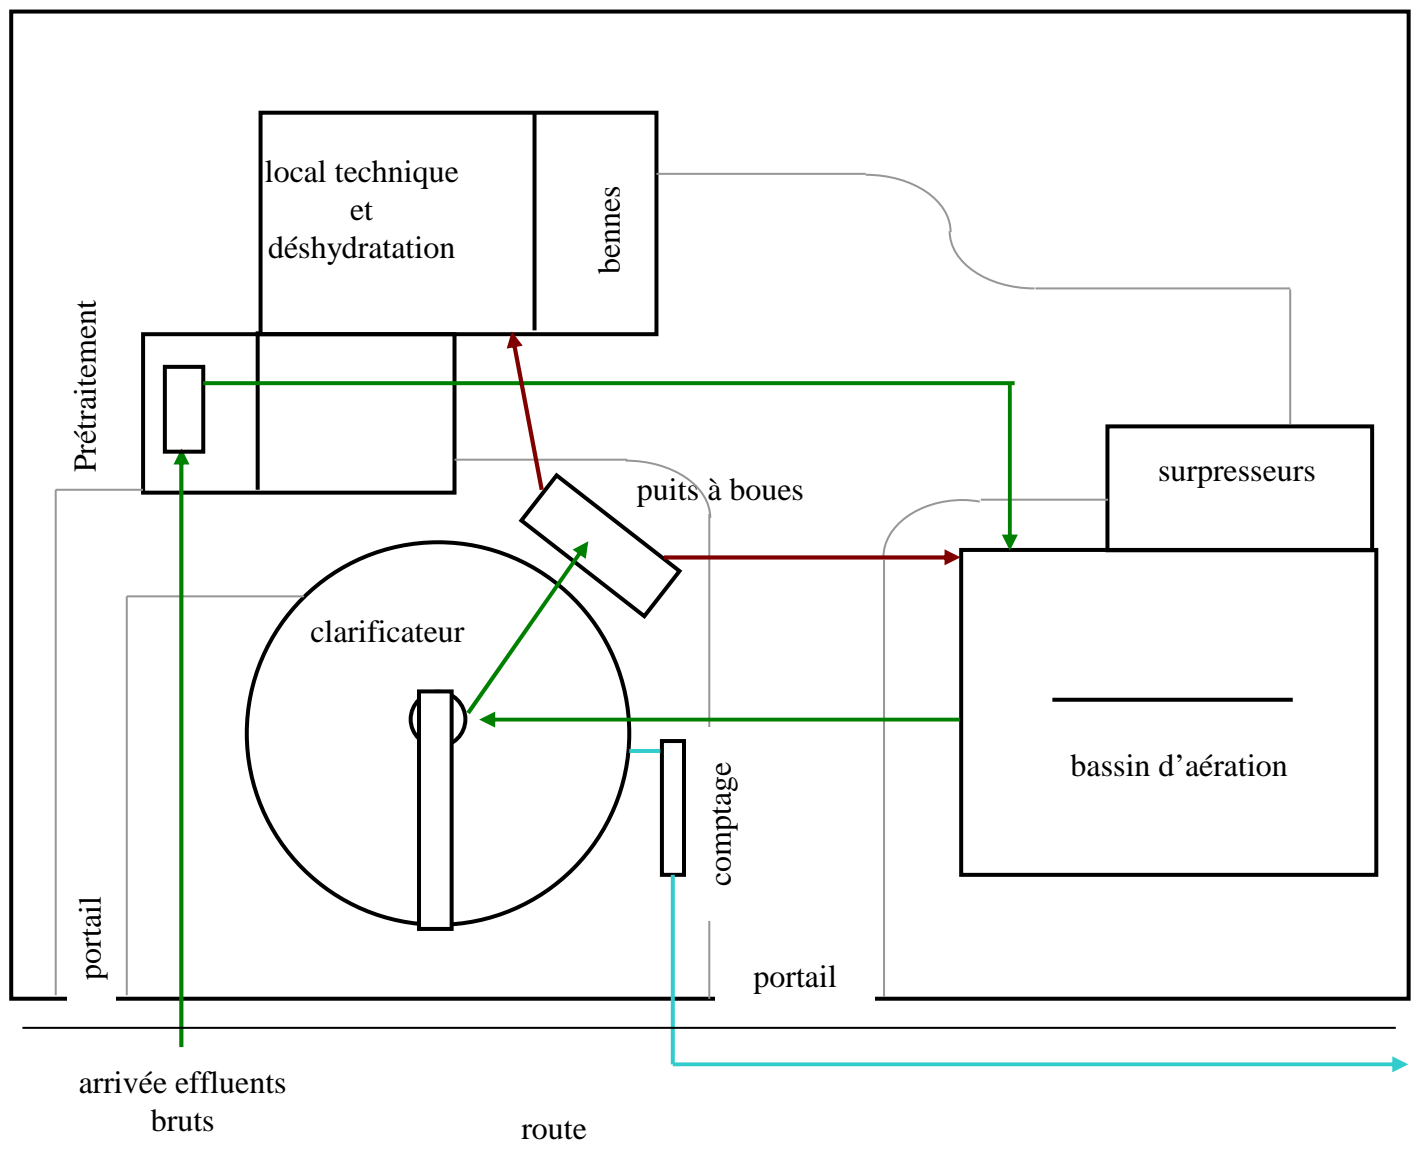 local technique
et
déshydratation
bennes
Prétraitement
surpresseurs
puits à boues
clarificateur
bassin d’aération
comptage
portail
portail
arrivée effluents
bruts
route